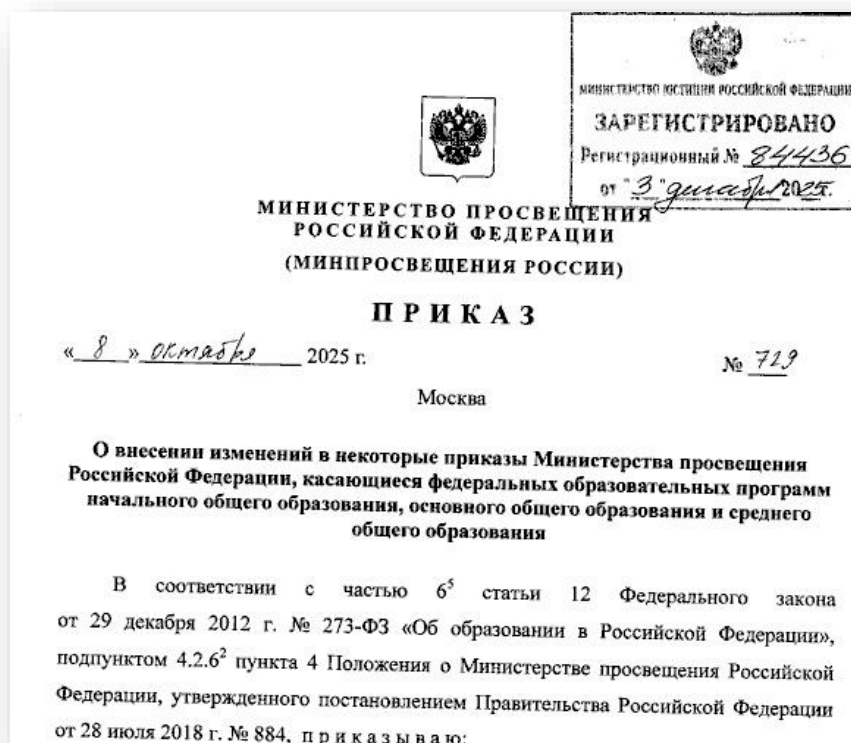 МИНИСТЕРСТВО ЮСТИЦИИ РОССИЙСКОЙ ФЕДЕРАЦИИ
ЗАРЕГИСТРИРОВАНО
Регистрационный № 84436
от "3" декабря 2025г.
МИНИСТЕРСТВО ПРОСВЕЩЕНИЯ
РОССИЙСКОЙ ФЕДЕРАЦИИ
(МИНПРОСВЕЩЕНИЯ РОССИИ)
ПРИКАЗ
« 8 » октября 2025 г.
№ 729
Москва
О внесении изменений в некоторые приказы Министерства просвещения
Российской Федерации, касающиеся федеральных образовательных программ
начального общего образования, основного общего образования и среднего
общего образования
В соответствии с частью 6⁵ статьи 12 Федерального закона
от 29 декабря 2012 г. № 273-ФЗ «Об образовании в Российской Федерации»,
подпунктом 4.2.6² пункта 4 Положения о Министерстве просвещения Российской
Федерации, утвержденного постановлением Правительства Российской Федерации
от 28 июля 2018 г. № 884, приказываю: